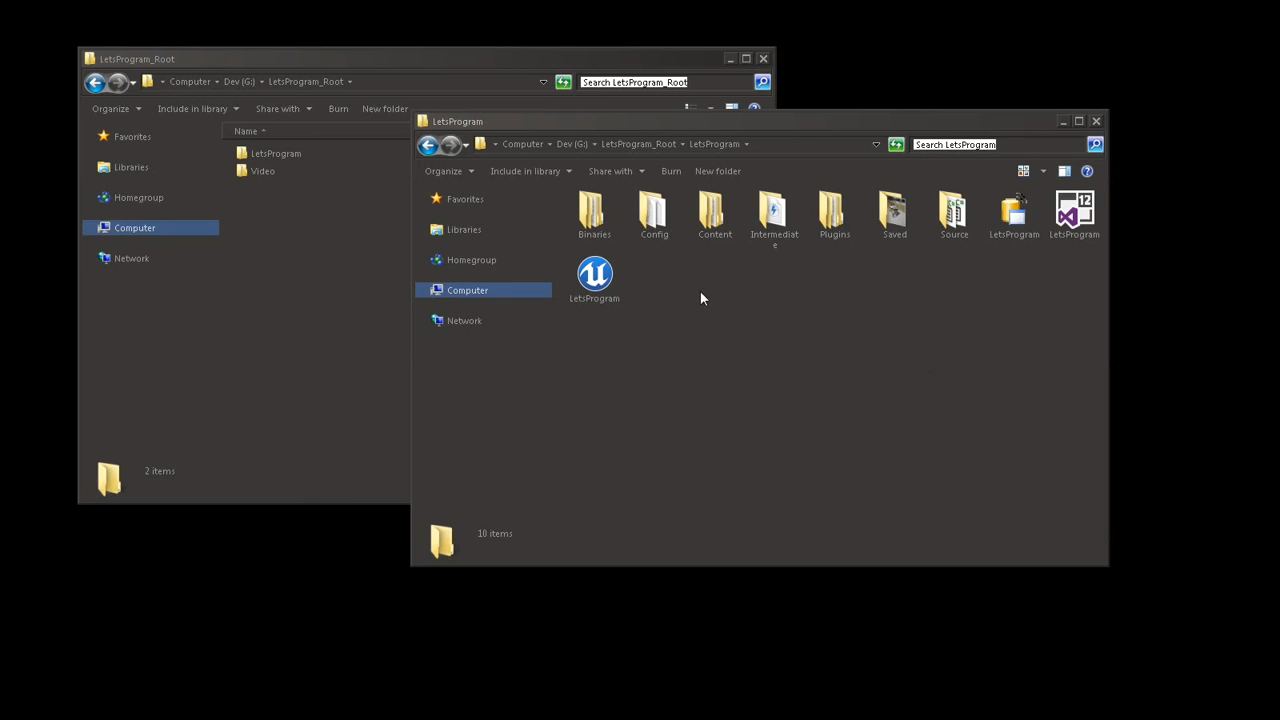 LetsProgram_Root
Computer Dev (G:) LetsProgram_Root
Search LetsProgram_Root
Organize Include in library Share with Burn New folder
Favorites
Libraries
Homegroup
Computer
Network
Name
LetsProgram
Video
2 items
LetsProgram
Computer Dev (G:) LetsProgram_Root LetsProgram
Search LetsProgram
Organize Include in library Share with Burn New folder
Favorites
Libraries
Homegroup
Computer
Network
Binaries Config Content Intermediat
e
Plugins Saved Source LetsProgram LetsProgram
12
LetsProgram
10 items